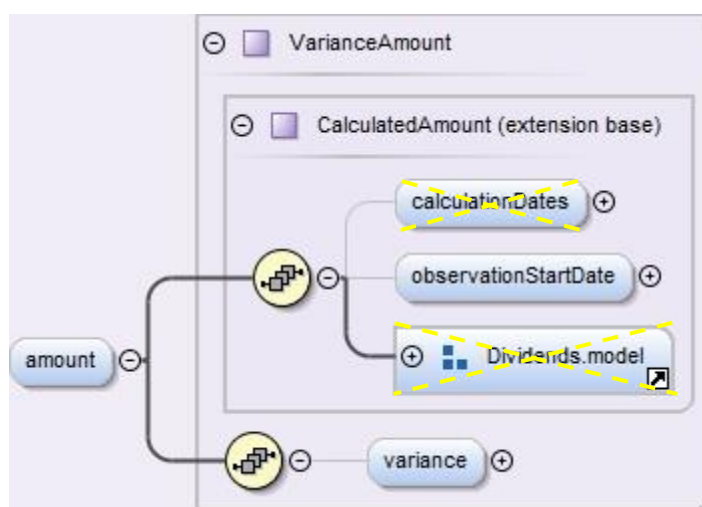 VarianceAmount
CalculatedAmount (extension base)
calculationDates
observationStartDate
Dividends.model
amount
variance